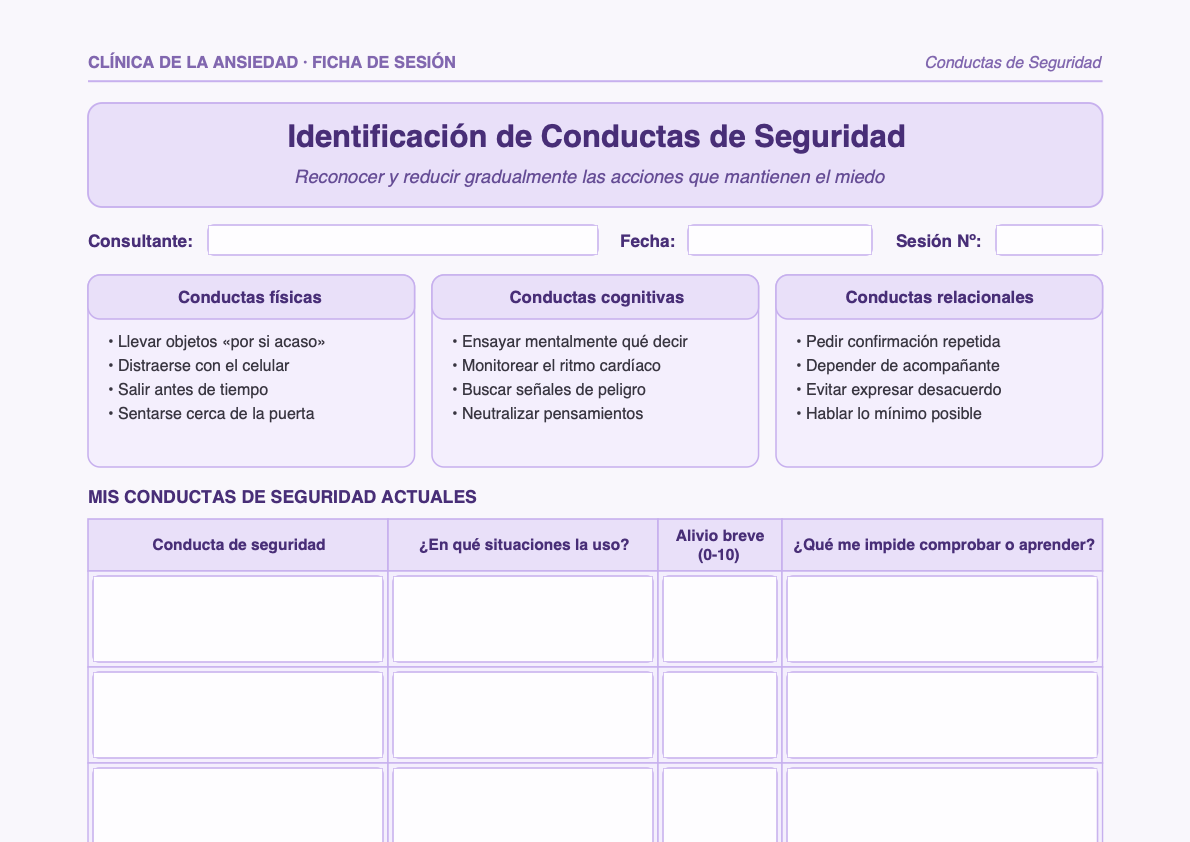 CLÍNICA DE LA ANSIEDAD · FICHA DE SESIÓN
Conductas de Seguridad
Identificación de Conductas de Seguridad
Reconocer y reducir gradualmente las acciones que mantienen el miedo
Consultante:
Fecha:
Sesión Nº:
Conductas físicas
• Llevar objetos «por si acaso»
• Distraerse con el celular
• Salir antes de tiempo
• Sentarse cerca de la puerta
Conductas cognitivas
• Ensayar mentalmente qué decir
• Monitorear el ritmo cardíaco
• Buscar señales de peligro
• Neutralizar pensamientos
Conductas relacionales
• Pedir confirmación repetida
• Depender de acompañante
• Evitar expresar desacuerdo
• Hablar lo mínimo posible
MIS CONDUCTAS DE SEGURIDAD ACTUALES
Conducta de seguridad
¿En qué situaciones la uso?
Alivio breve
(0-10)
¿Qué me impide comprobar o aprender?